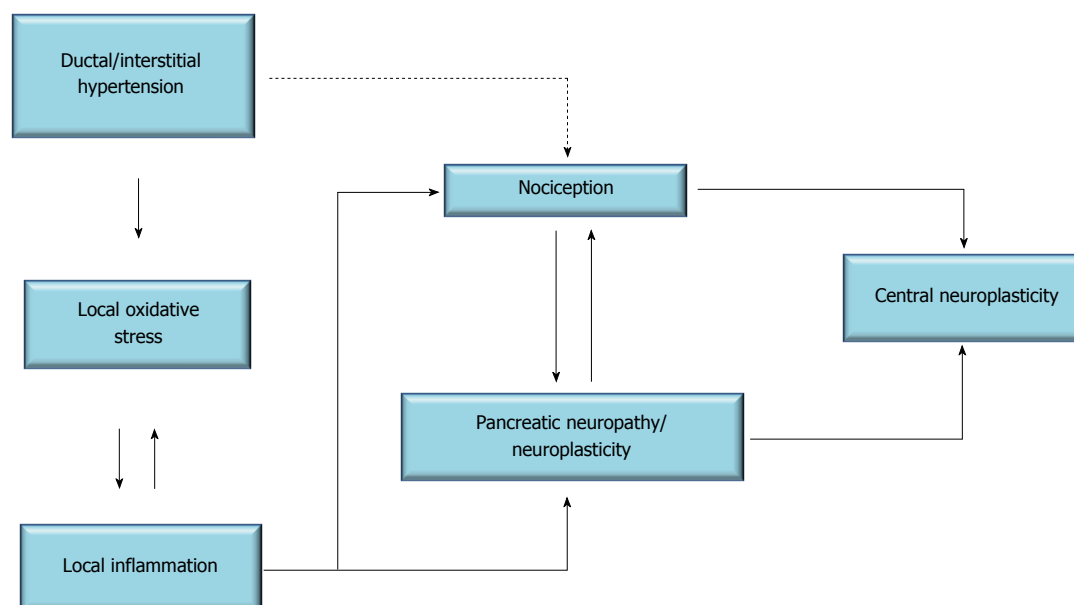 Ductal/interstitial
hypertension
Nociception
Central neuroplasticity
Local oxidative
stress
Pancreatic neuropathy/
neuroplasticity
Local inflammation